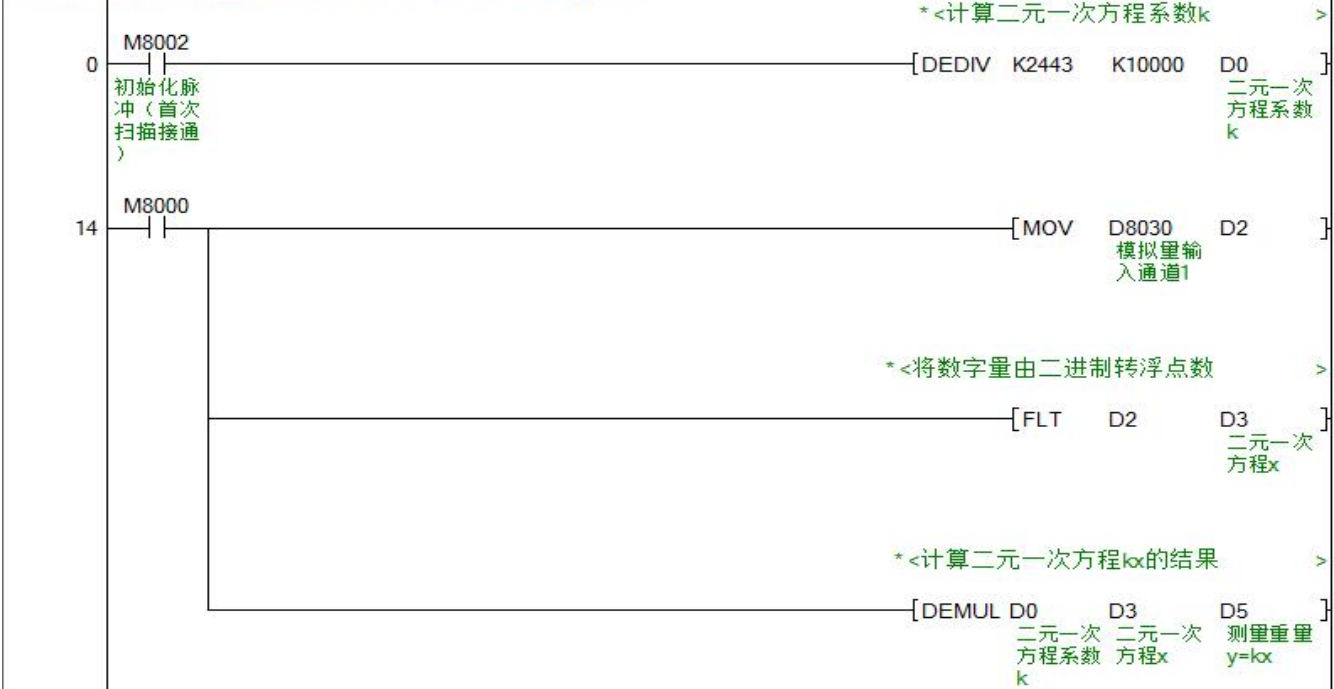 *<计算二元一次方程系数k >
M8002
0 [DEDIV K2443 K10000 D0 ]
初始化脉
冲（首次
扫描接通
）
二元一次
方程系数
k
M8000
14 [MOV D8030 D2 ]
模拟量输
入通道1
*<将数字量由二进制转浮点数 >
[FLT D2 D3 ]
二元一次
方程x
*<计算二元一次方程kx的结果 >
[DEMUL D0 D3 D5 ]
二元一次 二元一次 测量重量
方程系数 方程x y=kx
k